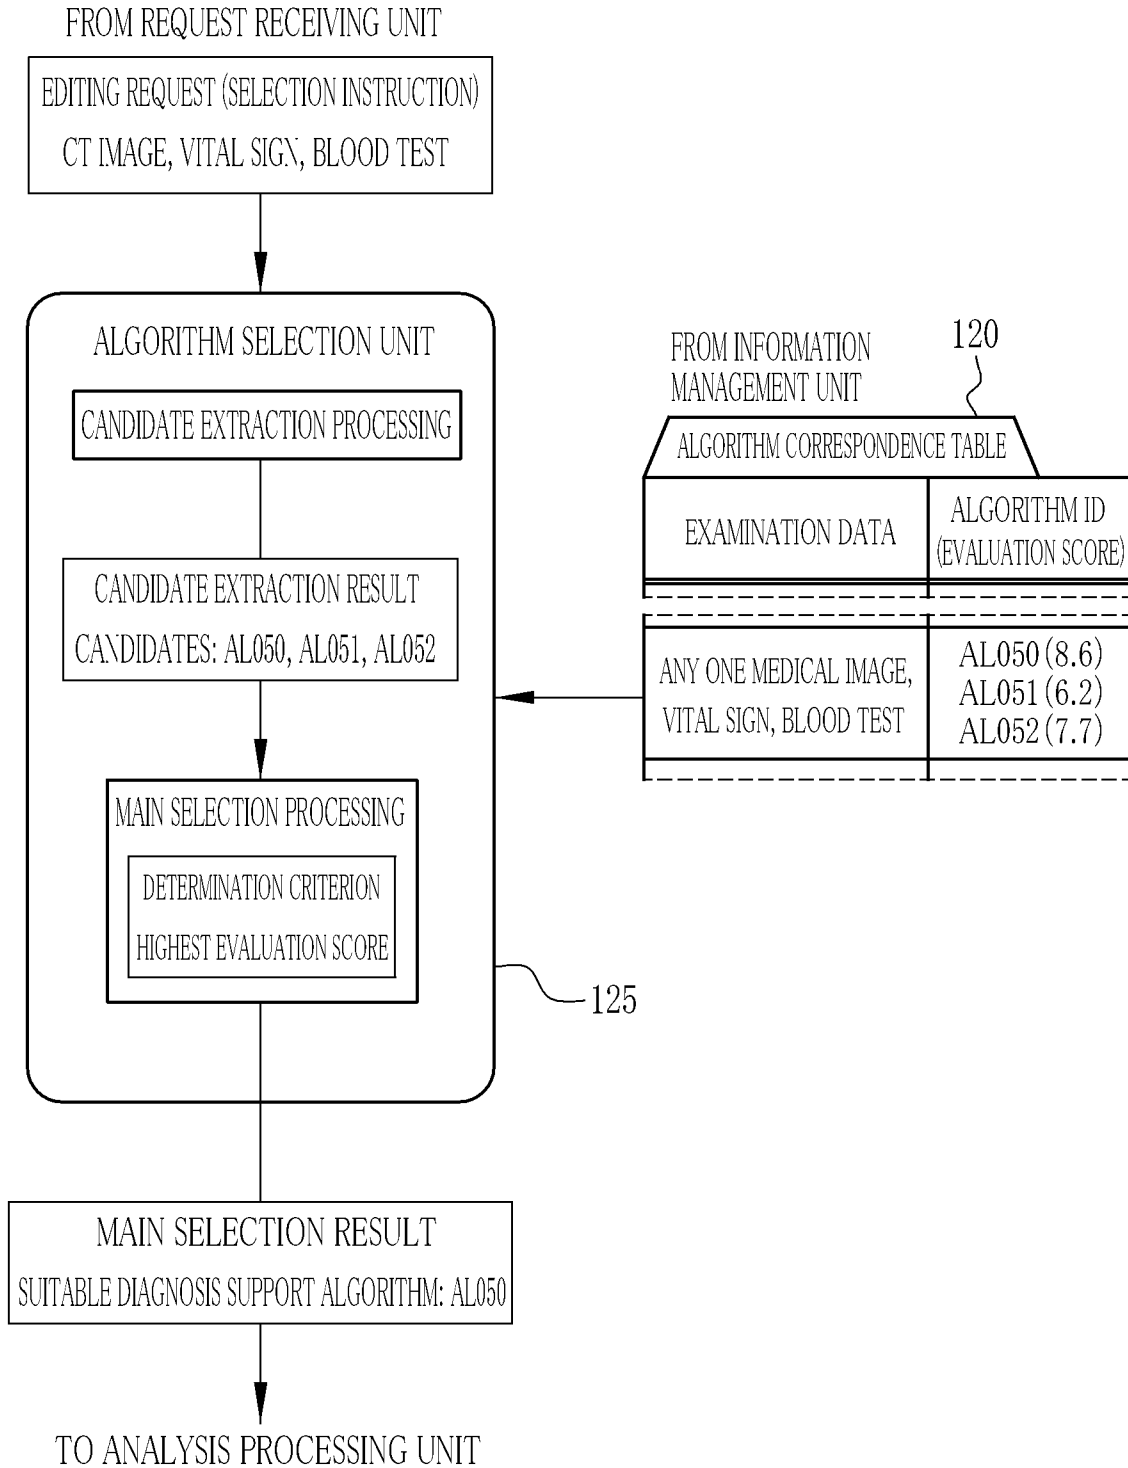 FROM REQUEST RECEIVING UNIT
EDITING REQUEST (SELECTION INSTRUCTION)
CT IMAGE, VITAL SIGN, BLOOD TEST
ALGORITHM SELECTION UNIT
CANDIDATE EXTRACTION PROCESSING
CANDIDATE EXTRACTION RESULT
CANDIDATES: AL050, AL051, AL052
MAIN SELECTION PROCESSING
DETERMINATION CRITERION
HIGHEST EVALUATION SCORE
125
FROM INFORMATION
MANAGEMENT UNIT
120
ALGORITHM CORRESPONDENCE TABLE
EXAMINATION DATA
ALGORITHM ID
(EVALUATION SCORE)
ANY ONE MEDICAL IMAGE,
VITAL SIGN, BLOOD TEST
AL050 (8.6)
AL051 (6.2)
AL052 (7.7)
MAIN SELECTION RESULT
SUITABLE DIAGNOSIS SUPPORT ALGORITHM: AL050
TO ANALYSIS PROCESSING UNIT